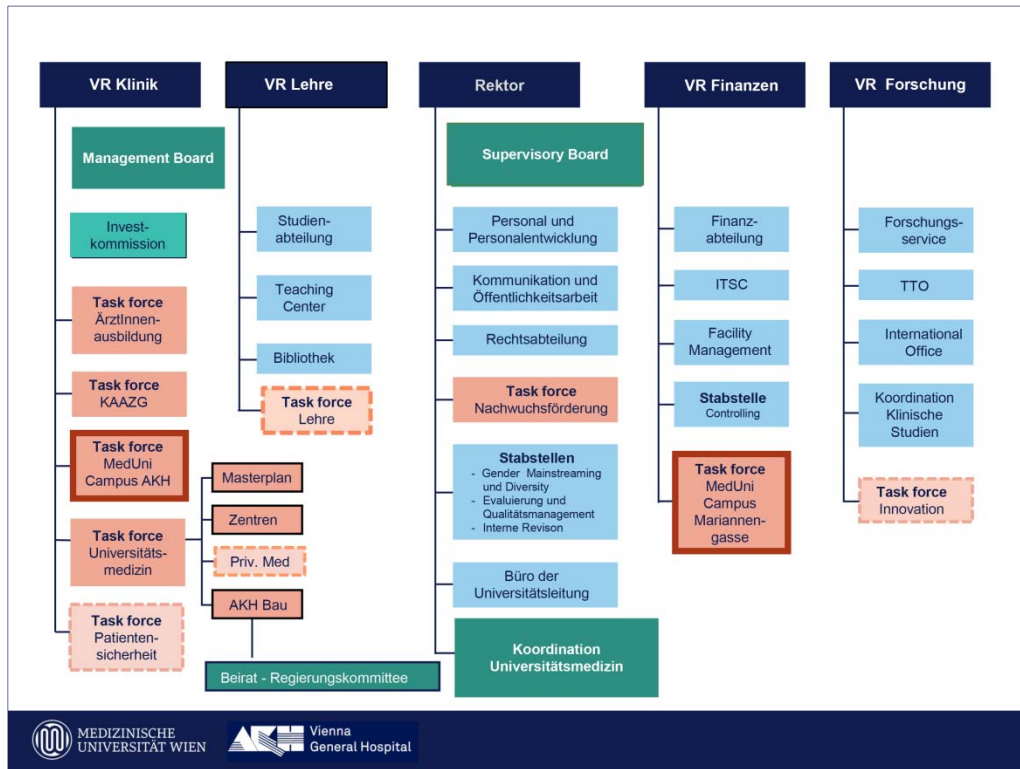 VR Klinik
Management Board
Invest-
kommission
Task force
ÄrztInnen-
ausbildung
Task force
KAAZG
Task force
MedUni
Campus AKH
Task force
Universitäts-
medizin
Task force
Patienten-
sicherheit
Masterplan
Zentren
Priv. Med
AKH Bau
Beirat - Regierungskommittee
VR Lehre
Studien-
abteilung
Teaching
Center
Bibliothek
Task force
Lehre
Rektor
Supervisory Board
Personal und
Personalentwicklung
Kommunikation und
Öffentlichkeitsarbeit
Rechtsabteilung
Task force
Nachwuchsförderung
Stabstellen
- Gender Mainstreaming
und Diversity
- Evaluierung und
Qualitätsmanagement
- Interne Revison
Büro der
Universitätsleitung
Koordination
Universitätsmedizin
VR Finanzen
Finanz-
abteilung
ITSC
Facility
Management
Stabstelle
Controlling
Task force
MedUni
Campus
Mariannen-
gasse
VR Forschung
Forschungs-
service
TTO
International
Office
Koordination
Klinische
Studien
Task force
Innovation
MEDIZINISCHE
UNIVERSITÄT WIEN
AKH
Vienna
General Hospital